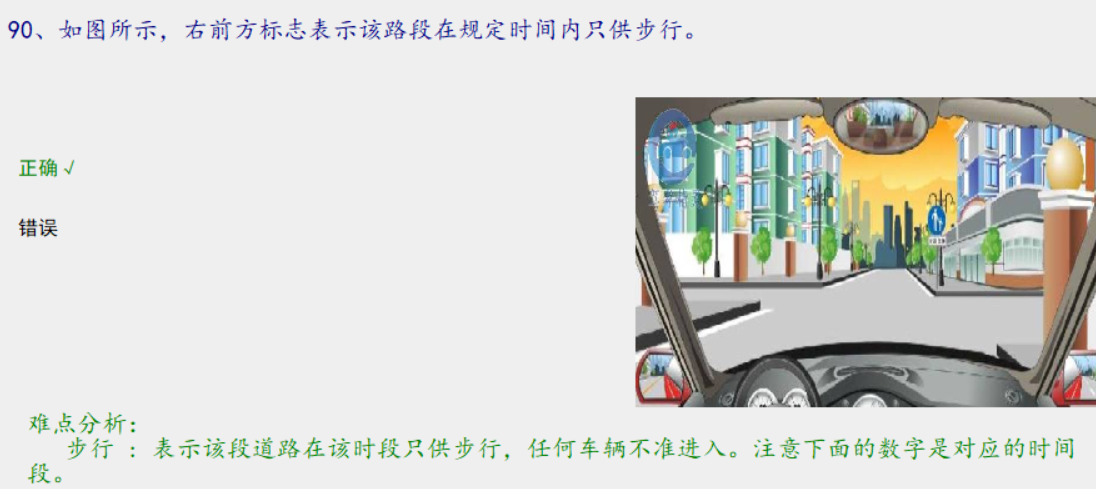 90、如图所示，右前方标志表示该路段在规定时间内只供步行。
正确 √
错误
难点分析：
步行 ：表示该段道路在该时段只供步行，任何车辆不准进入。注意下面的数字是对应的时间
段。